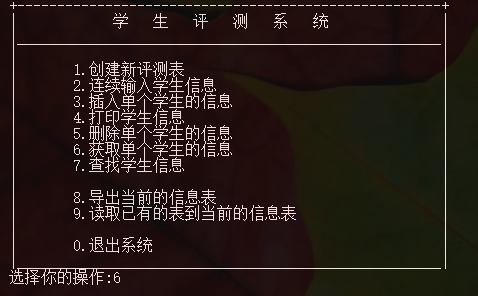 学 生 评 测 系 统
1.创建新评测表
2.连续输入学生信息
3.插入单个学生的信息
4.打印学生信息
5.删除单个学生的信息
6.获取单个学生的信息
7.查找学生信息
8.导出当前的信息表
9.读取已有的表到当前的信息表
0.退出系统
选择你的操作:6